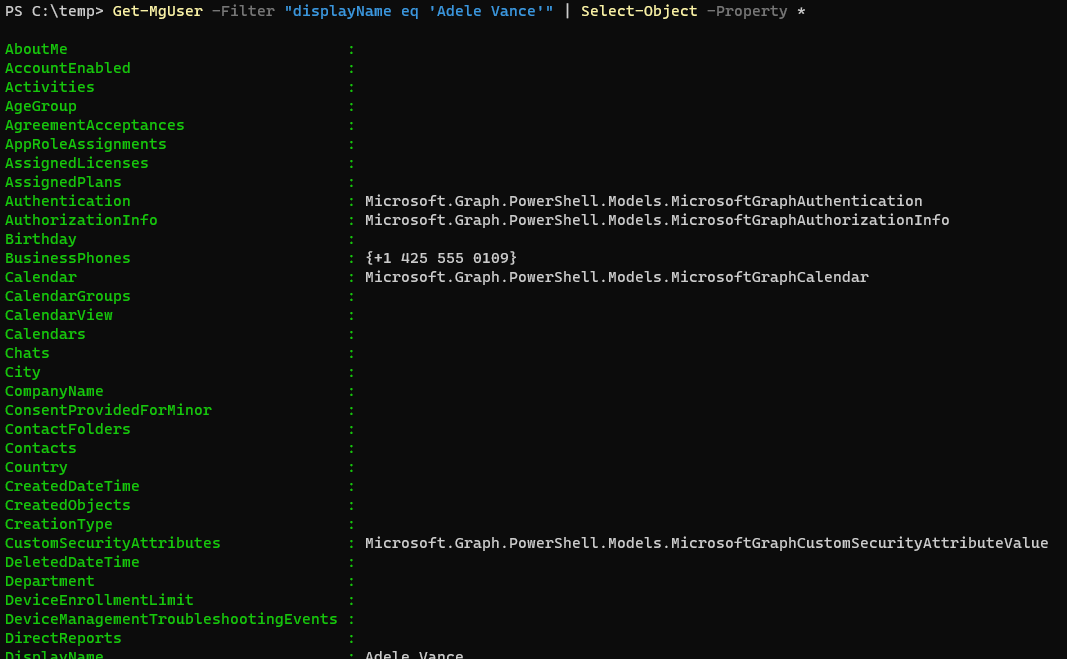 PS C:\temp> Get-MgUser -Filter "displayName eq 'Adele Vance'" | Select-Object -Property *
AboutMe :
AccountEnabled :
Activities :
AgeGroup :
AgreementAcceptances :
AppRoleAssignments :
AssignedLicenses :
AssignedPlans :
Authentication : Microsoft.Graph.PowerShell.Models.MicrosoftGraphAuthentication
AuthorizationInfo : Microsoft.Graph.PowerShell.Models.MicrosoftGraphAuthorizationInfo
Birthday :
BusinessPhones : {+1 425 555 0109}
Calendar : Microsoft.Graph.PowerShell.Models.MicrosoftGraphCalendar
CalendarGroups :
CalendarView :
Calendars :
Chats :
City :
CompanyName :
ConsentProvidedForMinor :
ContactFolders :
Contacts :
Country :
CreatedDateTime :
CreatedObjects :
CreationType :
CustomSecurityAttributes : Microsoft.Graph.PowerShell.Models.MicrosoftGraphCustomSecurityAttributeValue
DeletedDateTime :
Department :
DeviceEnrollmentLimit :
DeviceManagementTroubleshootingEvents :
DirectReports :
DisplayName : Adele Vance